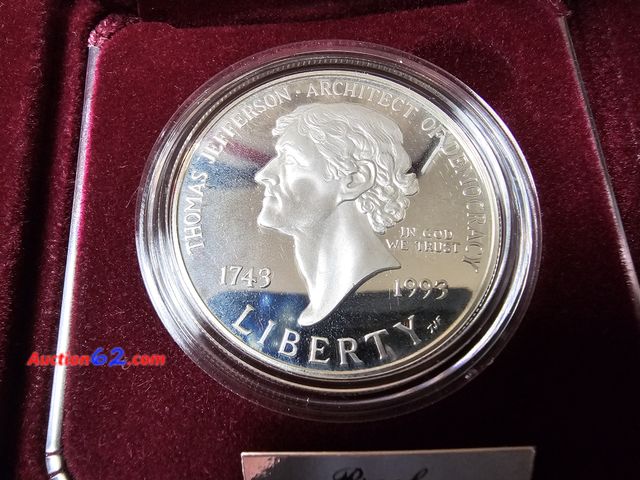 THOMAS JEFFERSON · ARCHITECT OF DEMOCRACY
IN GOD
WE TRUST
1743
1993
LIBERTY
Auction62.com